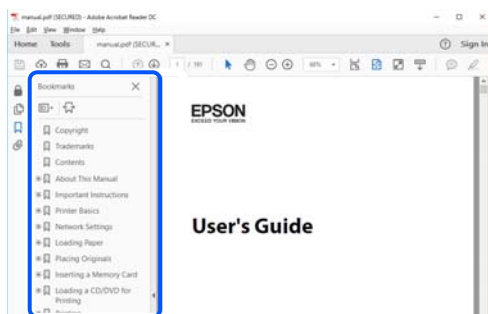 manual.pdf (SECURED) - Adobe Acrobat Reader DC
File Edit View Window Help
Home Tools manual.pdf (SECUR... × Sign In
1 / 191
Bookmarks
Copyright
Trademarks
Contents
About This Manual
Important Instructions
Printer Basics
Network Settings
Loading Paper
Placing Originals
Inserting a Memory Card
Loading a CD/DVD for
Printing
EPSON
EXCEED YOUR VISION
User's Guide